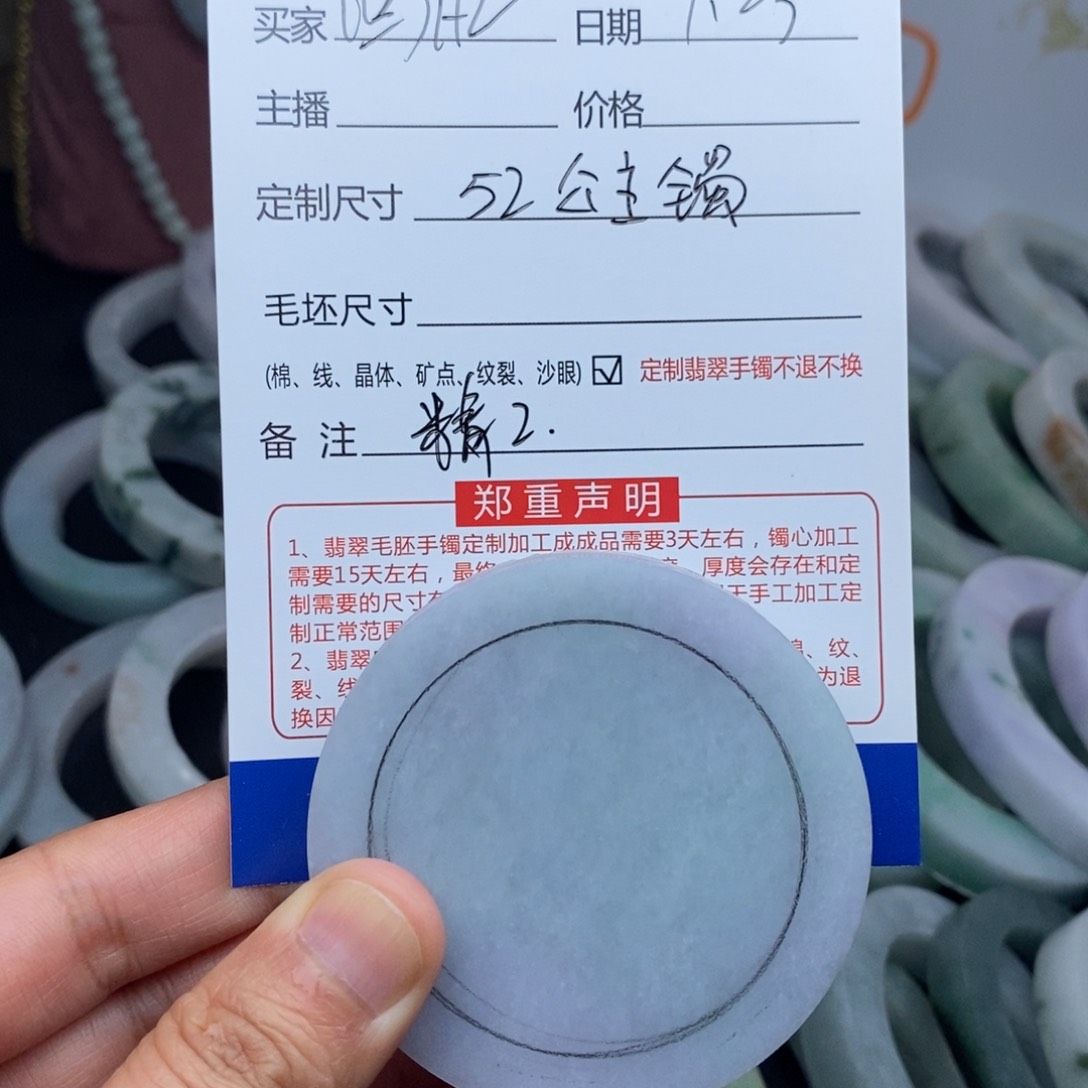 买家 日期
主播 价格
定制尺寸 52公主镯
毛坯尺寸
(棉、线、晶体、矿点、纹裂、沙眼) ☑ 定制翡翠手镯不退不换
备 注 精2.
郑重声明
1、翡翠毛胚手镯定制加工成成品需要3天左右，镯心加工
需要15天左右，最终 厚度会存在和定
制需要的尺寸 于手工加工定
制正常范围
2、翡翠 棉、纹、
裂、线 为退
换因